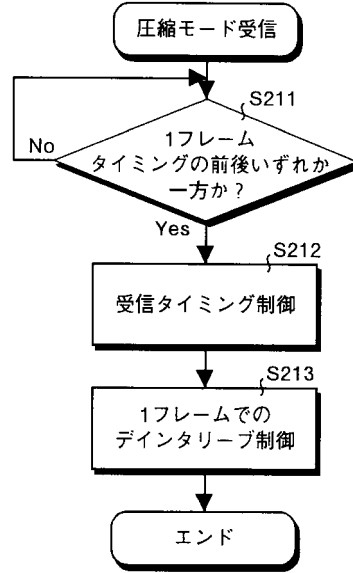 圧縮モード受信
S211
1フレーム
タイミングの前後いずれか
一方か？
No
Yes
S212
受信タイミング制御
S213
1フレームでの
デインタリーブ制御
エンド